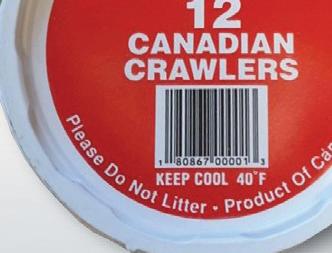 12
CANADIAN
CRAWLERS
1 80867 00001 3
KEEP COOL 40°F
Please Do Not Litter • Product Of